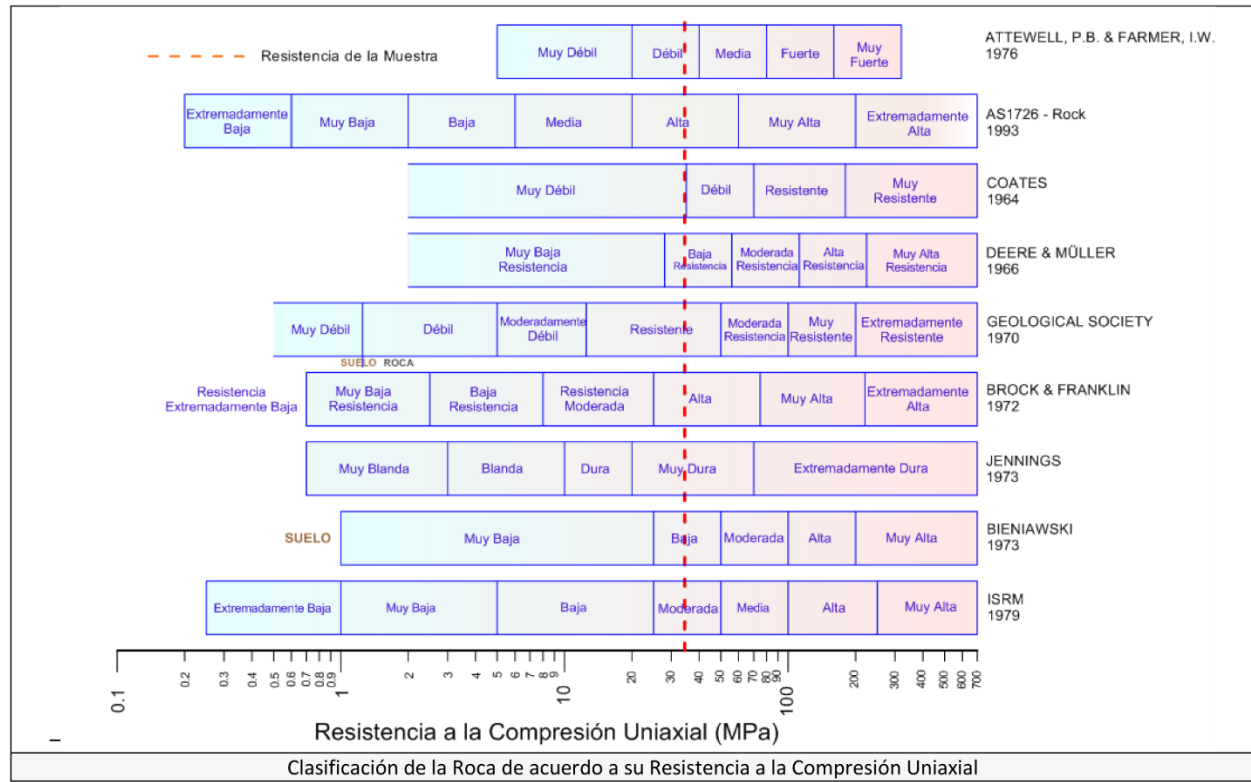 Resistencia de la Muestra
Muy Débil
Débil
Media
Fuerte
Muy
Fuerte
ATTEWELL, P.B. & FARMER, I.W.
1976
Extremadamente
Baja
Muy Baja
Baja
Media
Alta
Muy Alta
Extremadamente
Alta
AS1726 - Rock
1993
Muy Débil
Débil
Resistente
Muy
Resistente
COATES
1964
Muy Baja
Resistencia
Baja
Resistencia
Moderada
Resistencia
Alta
Resistencia
Muy Alta
Resistencia
DEERE & MÜLLER
1966
Muy Débil
Débil
Moderadamente
Débil
Resistente
Moderada
Resistencia
Muy
Resistente
Extremadamente
Resistente
GEOLOGICAL SOCIETY
1970
SUELO ROCA
Resistencia
Extremadamente Baja
Muy Baja
Resistencia
Baja
Resistencia
Resistencia
Moderada
Alta
Muy Alta
Extremadamente
Alta
BROCK & FRANKLIN
1972
Muy Blanda
Blanda
Dura
Muy Dura
Extremadamente Dura
JENNINGS
1973
SUELO
Muy Baja
Baja
Moderada
Alta
Muy Alta
BIENIAWSKI
1973
Extremadamente Baja
Muy Baja
Baja
Moderada
Media
Alta
Muy Alta
ISRM
1979
0.1 0.2 0.3 0.4 0.5 0.6 0.7 0.8 0.9 1 2 3 4 5 6 7 8 9 10 20 30 40 50 60 70 80 90 100 200 300 400 500 600 700
Resistencia a la Compresión Uniaxial (MPa)
Clasificación de la Roca de acuerdo a su Resistencia a la Compresión Uniaxial